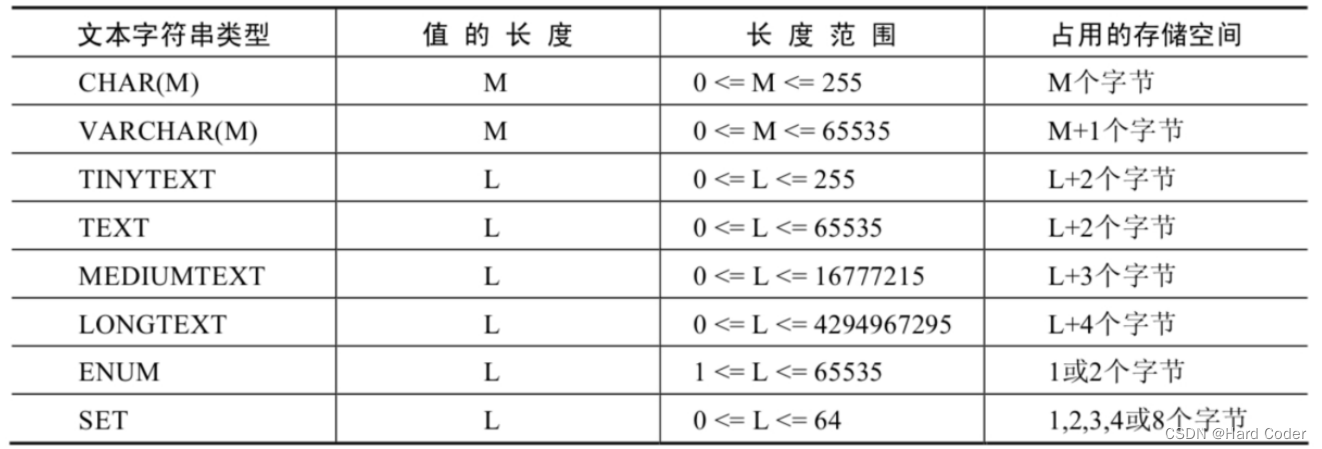 文本字符串类型 值的长度 长度范围 占用的存储空间
CHAR(M) M 0 <= M <= 255 M个字节
VARCHAR(M) M 0 <= M <= 65535 M+1个字节
TINYTEXT L 0 <= L <= 255 L+2个字节
TEXT L 0 <= L <= 65535 L+2个字节
MEDIUMTEXT L 0 <= L <= 16777215 L+3个字节
LONGTEXT L 0 <= L <= 4294967295 L+4个字节
ENUM L 1 <= L <= 65535 1或2个字节
SET L 0 <= L <= 64 1,2,3,4或8个字节
CSDN @Hard Coder